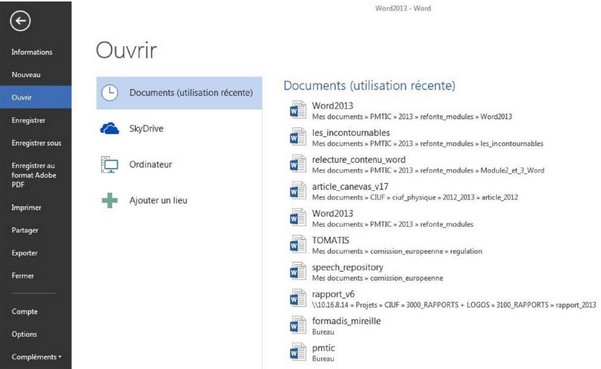 Word2013 - Word
Informations
Nouveau
Ouvrir
Enregistrer
Enregistrer sous
Enregistrer au
format Adobe
PDF
Imprimer
Partager
Exporter
Fermer
Compte
Options
Compléments
Ouvrir
Documents (utilisation récente)
SkyDrive
Ordinateur
Ajouter un lieu
Documents (utilisation récente)
Word2013
Mes documents » PMTIC » 2013 » refonte_modules » Word2013
les_incontournables
Mes documents » PMTIC » 2013 » refonte_modules » les_incontournables
relecture_contenu_word
Mes documents » PMTIC » 2013 » refonte_modules » Module2_et_3_Word
article_canevas_v17
Mes documents » CIUF » ciuf_physique » 2012_2013 » article_2012
Word2013
Mes documents » PMTIC » 2013 » refonte_modules
TOMATIS
Mes documents » comission_europeenne » regulation
speech_repository
Mes documents » comission_europeenne
rapport_v6
\\10.16.8.14 » Projets » CIUF » 3000_RAPPORTS + LOGOS » 3100_RAPPORTS » rapport_2013
formadis_mireille
Bureau
pmtic
Bureau